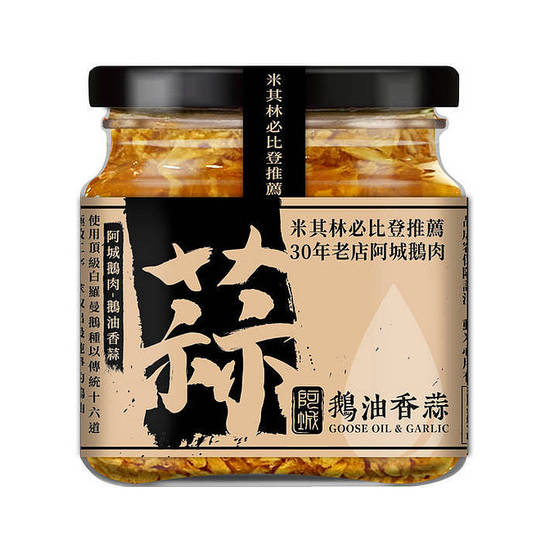 米其林必比登推薦
米其林必比登推薦
30年老店阿城鵝肉
蒜
阿城鵝肉-鵝油香蒜
使用頂級白羅曼鵝種以傳統十六道
阿城
鵝油香蒜
GOOSE OIL & GARLIC